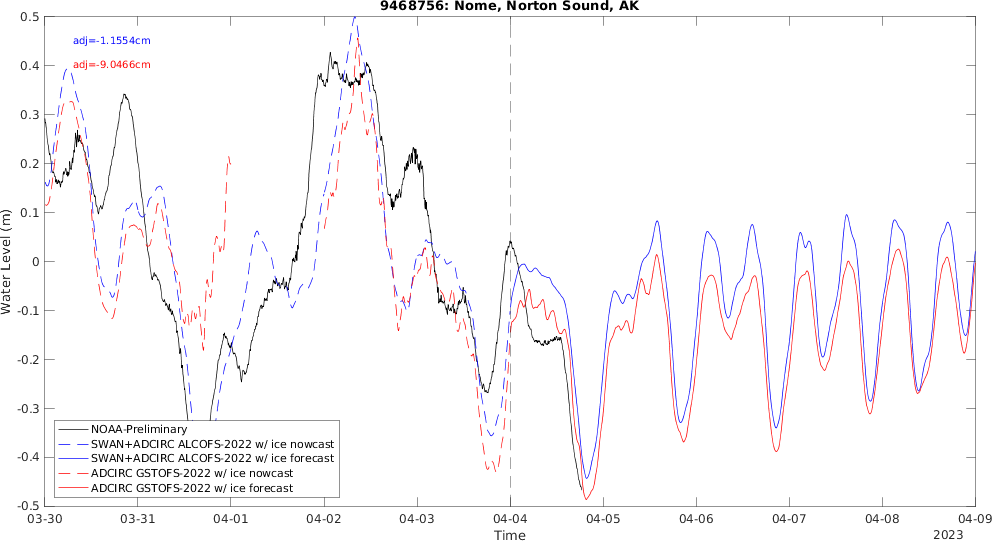 9468756: Nome, Norton Sound, AK
0.5
adj=-1.1554cm
0.4
adj=-9.0466cm
0.3
0.2
0.1
0
-0.1
-0.2
-0.3
-0.4
-0.5
Water Level (m)
NOAA-Preliminary
SWAN+ADCIRC ALCOFS-2022 w/ ice nowcast
SWAN+ADCIRC ALCOFS-2022 w/ ice forecast
ADCIRC GSTOFS-2022 w/ ice nowcast
ADCIRC GSTOFS-2022 w/ ice forecast
03-30 03-31 04-01 04-02 04-03 04-04 04-05 04-06 04-07 04-08 04-09
Time
2023